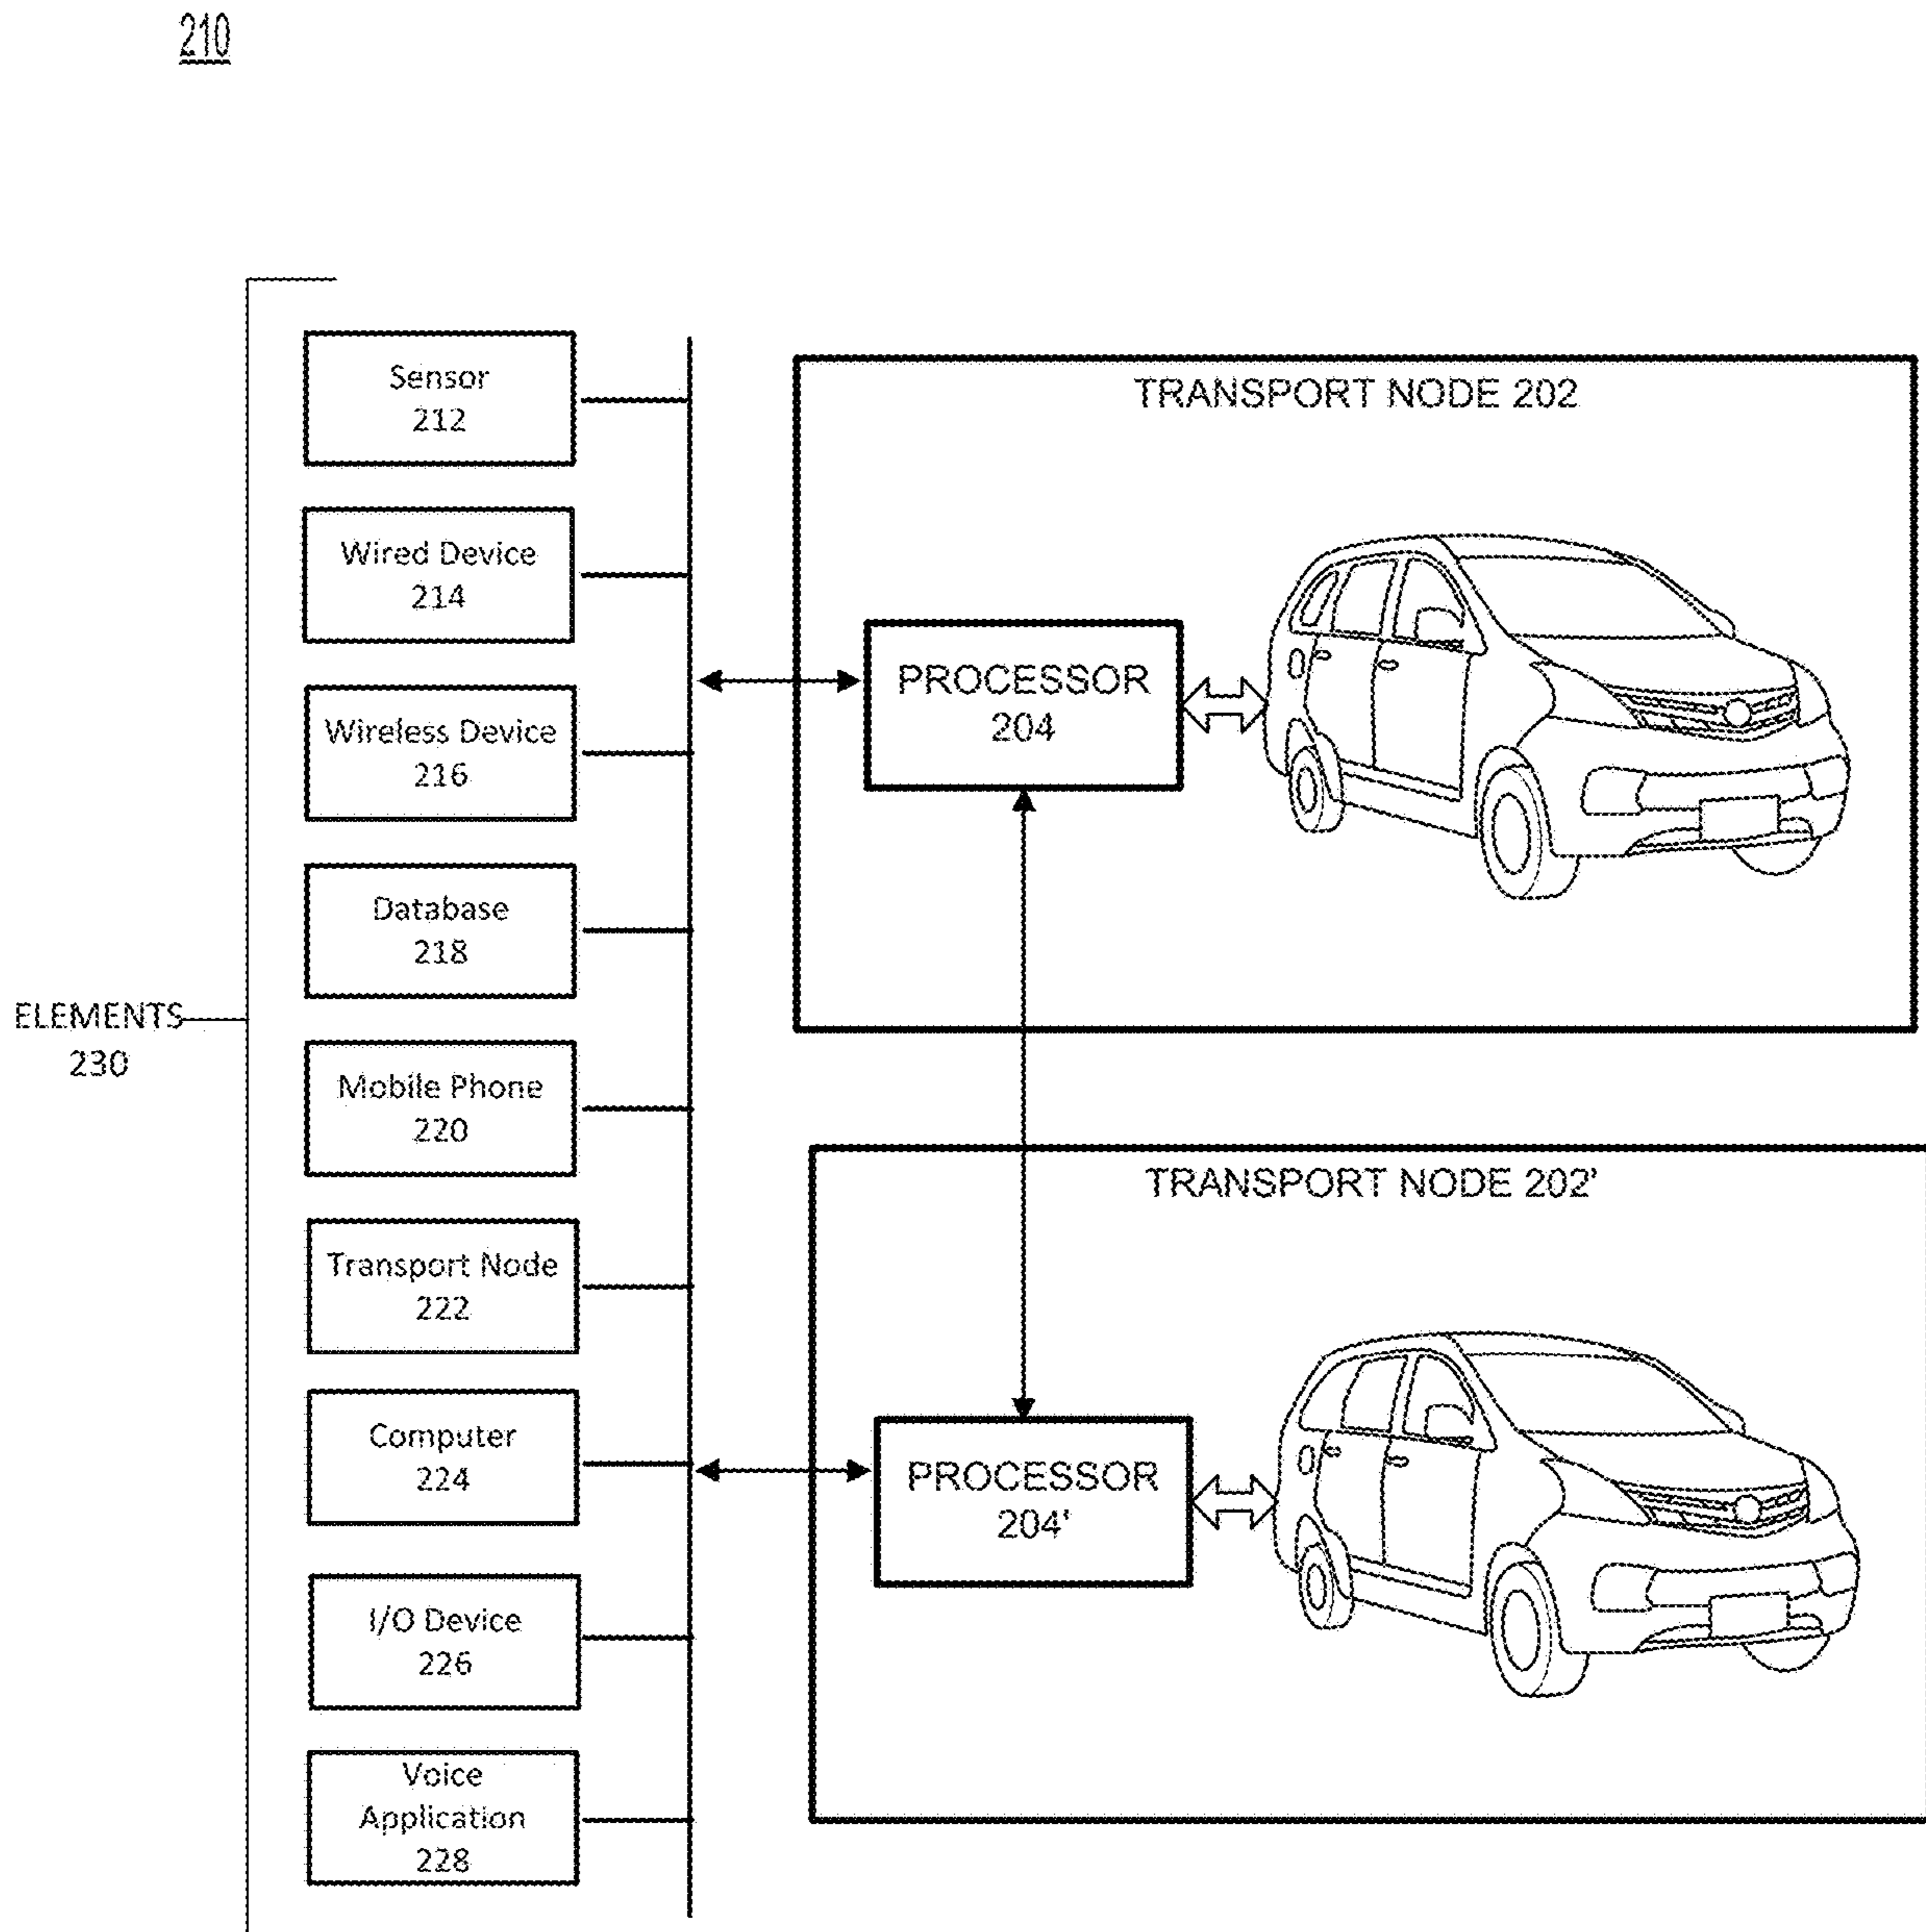 210
Sensor
212
Wired Device
214
Wireless Device
216
Database
218
ELEMENTS
230
Mobile Phone
220
Transport Node
222
Computer
224
I/O Device
226
Voice
Application
228
TRANSPORT NODE 202
PROCESSOR
204
TRANSPORT NODE 202'
PROCESSOR
204'